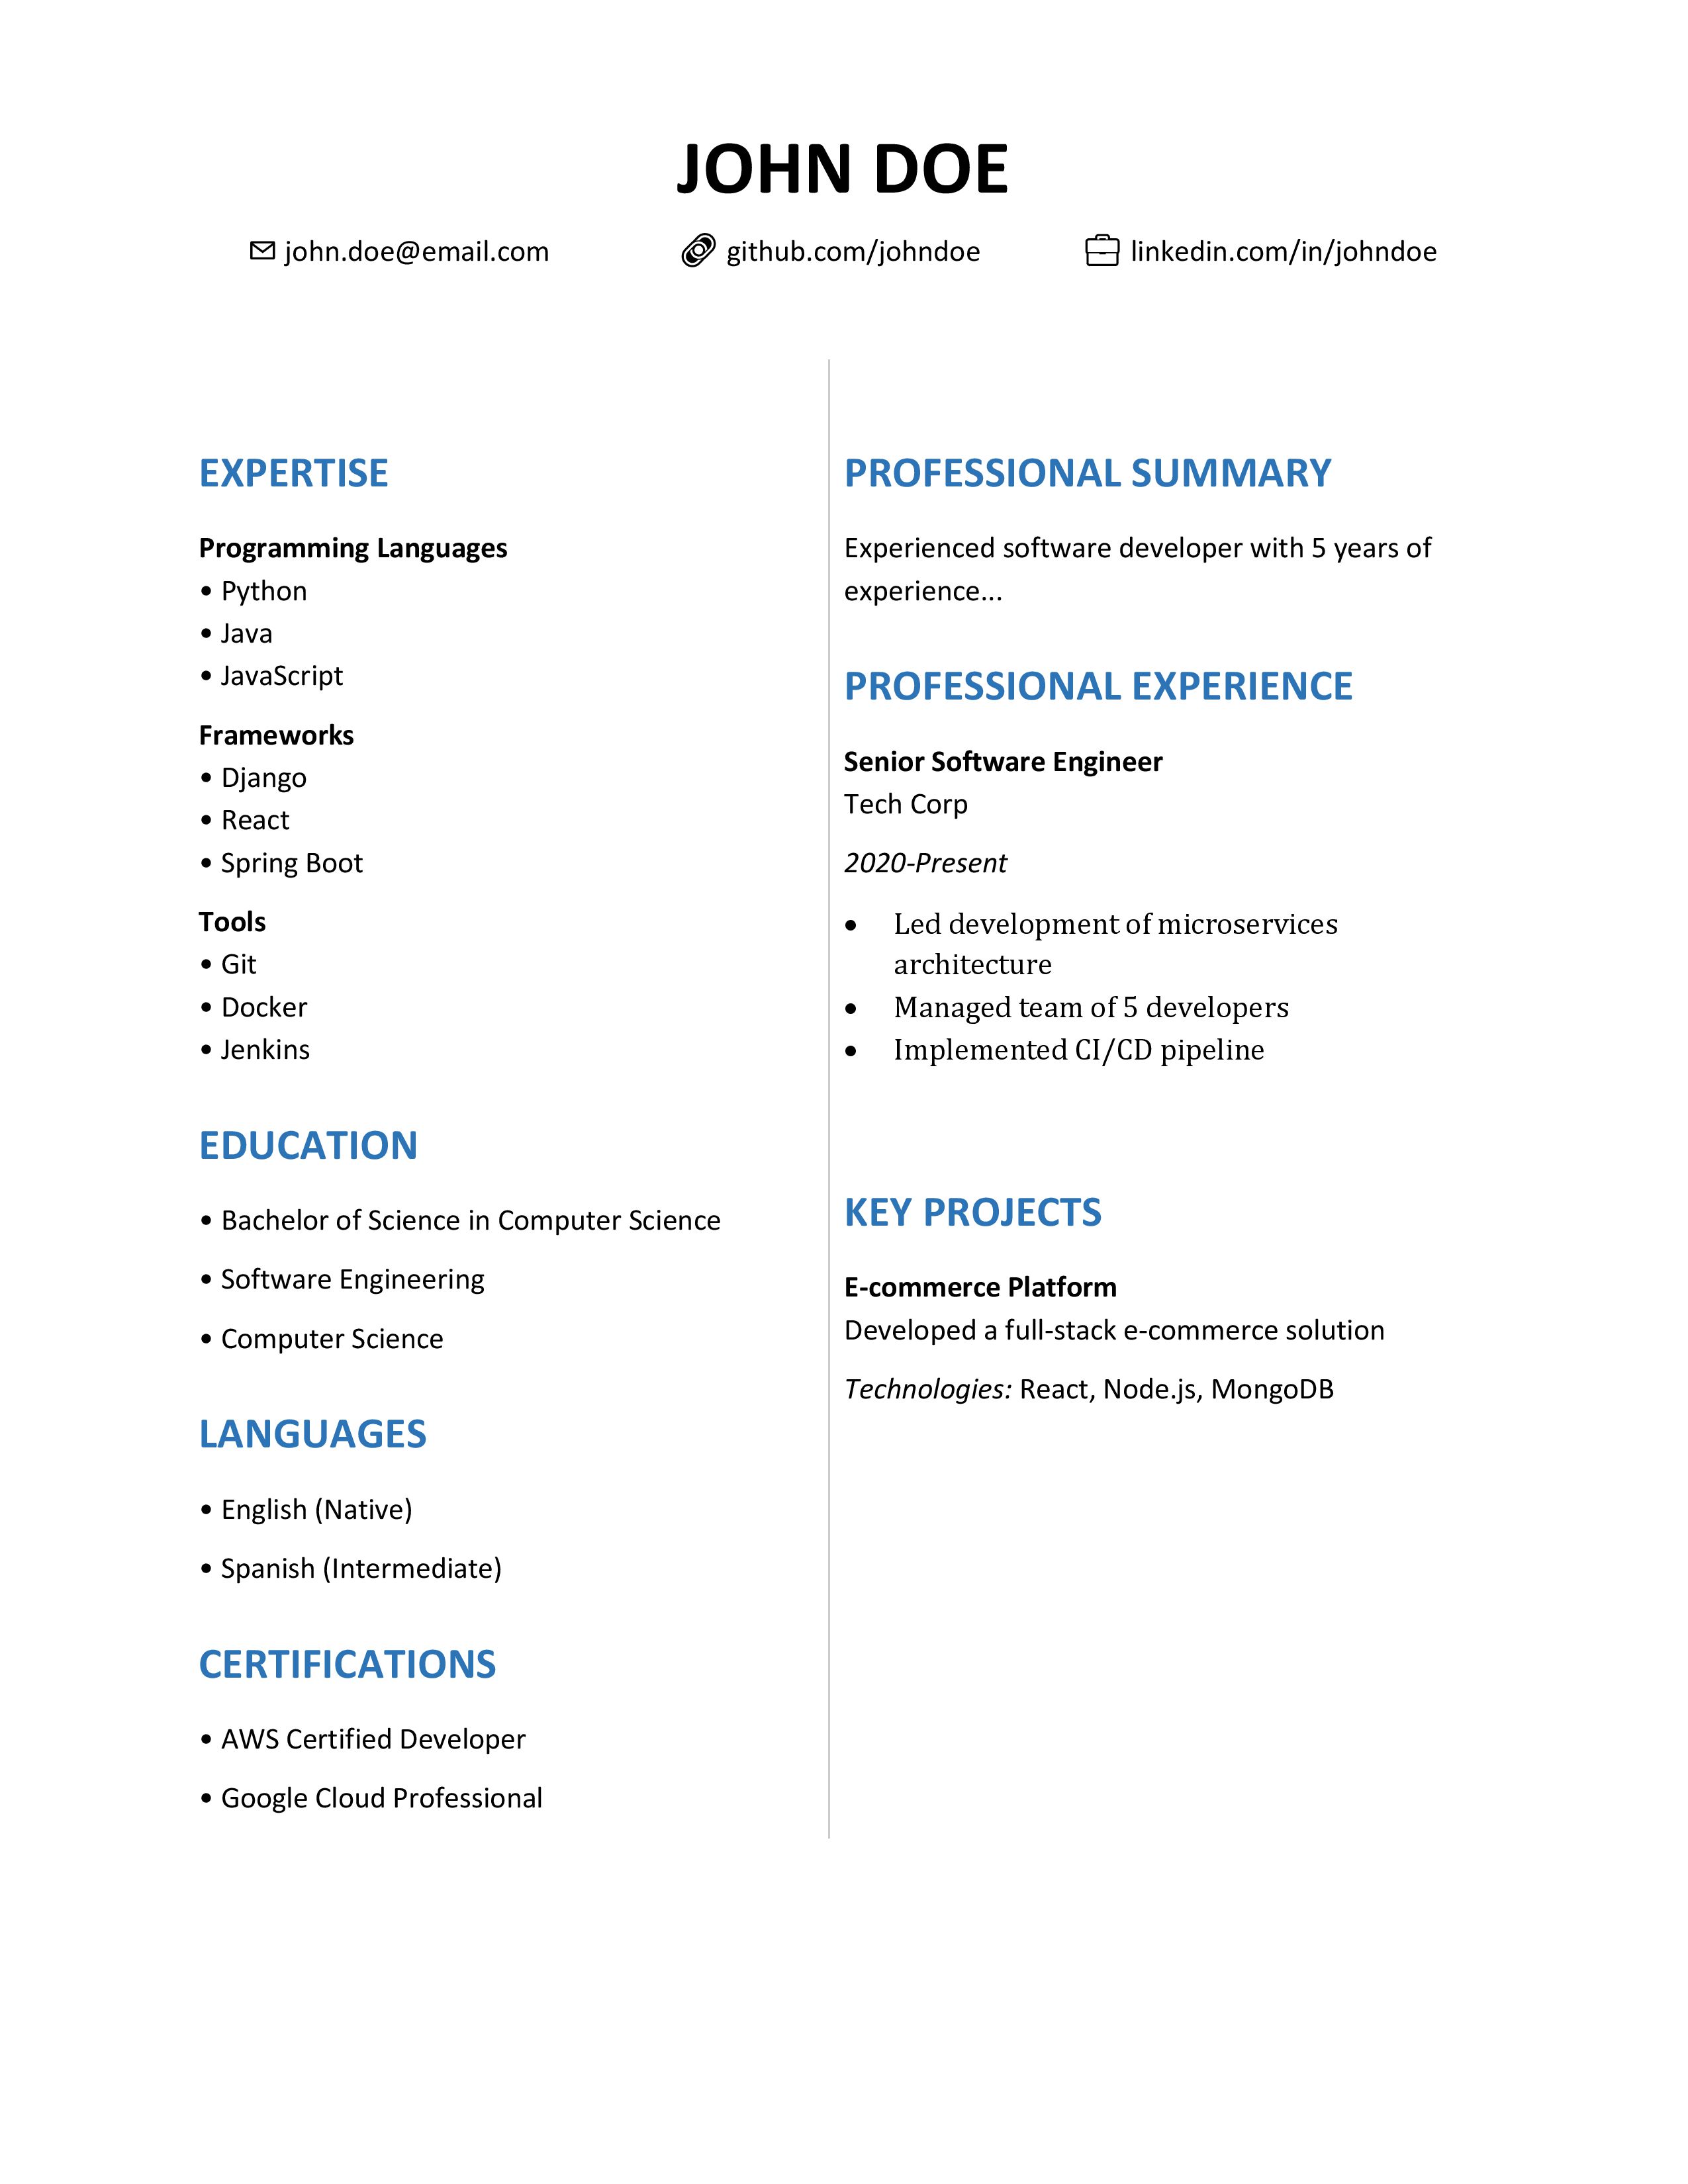 JOHN DOE
john.doe@email.com github.com/johndoe linkedin.com/in/johndoe
EXPERTISE
Programming Languages
• Python
• Java
• JavaScript
Frameworks
• Django
• React
• Spring Boot
Tools
• Git
• Docker
• Jenkins
EDUCATION
• Bachelor of Science in Computer Science
• Software Engineering
• Computer Science
LANGUAGES
• English (Native)
• Spanish (Intermediate)
CERTIFICATIONS
• AWS Certified Developer
• Google Cloud Professional
PROFESSIONAL SUMMARY
Experienced software developer with 5 years of
experience...
PROFESSIONAL EXPERIENCE
Senior Software Engineer
Tech Corp
2020-Present
• Led development of microservices
architecture
• Managed team of 5 developers
• Implemented CI/CD pipeline
KEY PROJECTS
E-commerce Platform
Developed a full-stack e-commerce solution
Technologies: React, Node.js, MongoDB